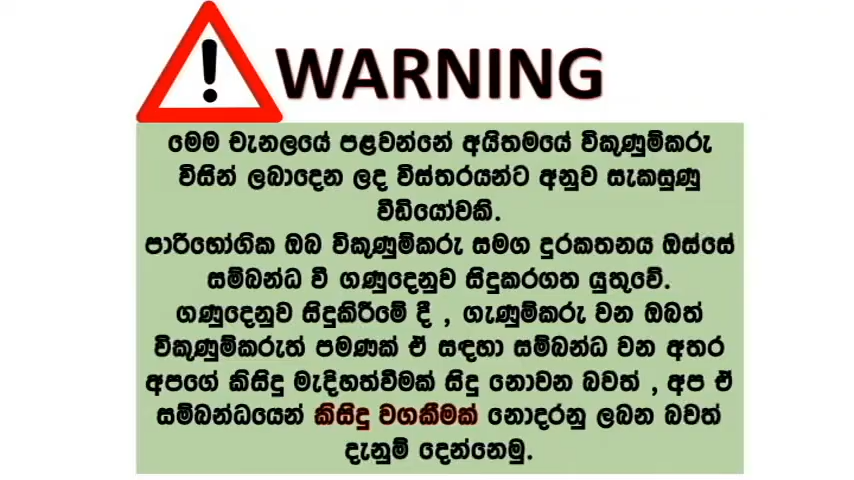 WARNING
මෙම චැනලයේ පළවන්නේ අයිතමයේ විකුණුම්කරු
විසින් ලබාදෙන ලද විස්තරයන්ට අනුව සැකසුණු
වීඩියෝවකි.
පාරිභෝගික ඔබ විකුණුම්කරු සමග දුරකතනය ඔස්සේ
සම්බන්ධ වී ගණුදෙනුව සිදුකරගත යුතුවේ.
ගණුදෙනුව සිදුකිරීමේ දී , ගැණුම්කරු වන ඔබත්
විකුණුම්කරුත් පමණක් ඒ සඳහා සම්බන්ධ වන අතර
අපගේ කිසිදු මැදිහත්වීමක් සිදු නොවන බවත් , අප ඒ
සම්බන්ධයෙන් කිසිදු වගකීමක් නොදරනු ලබන බවත්
දැනුම් දෙන්නෙමු.